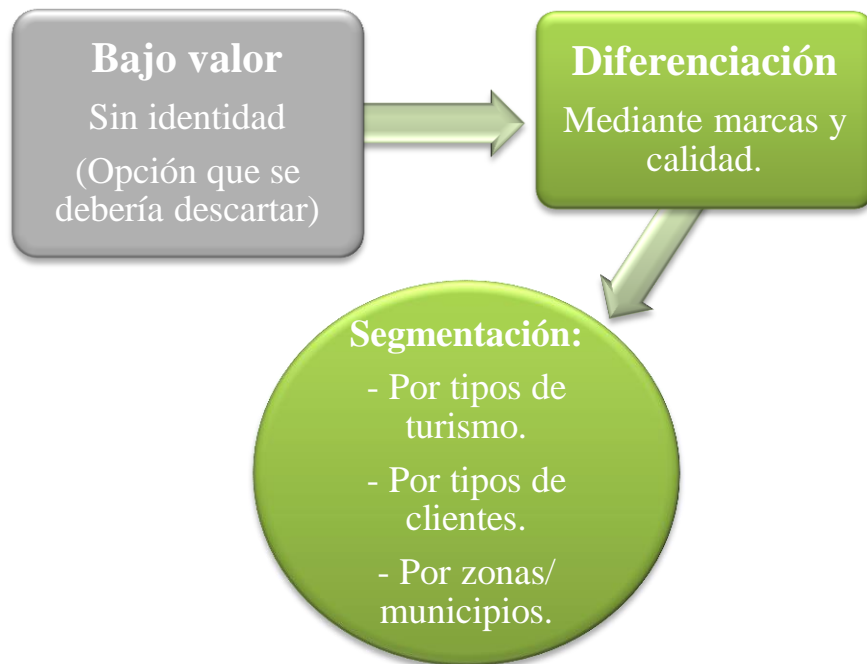 Bajo valor
Sin identidad
(Opción que se
debería descartar)
Diferenciación
Mediante marcas y
calidad.
Segmentación:
- Por tipos de
turismo.
- Por tipos de
clientes.
- Por zonas/
municipios.